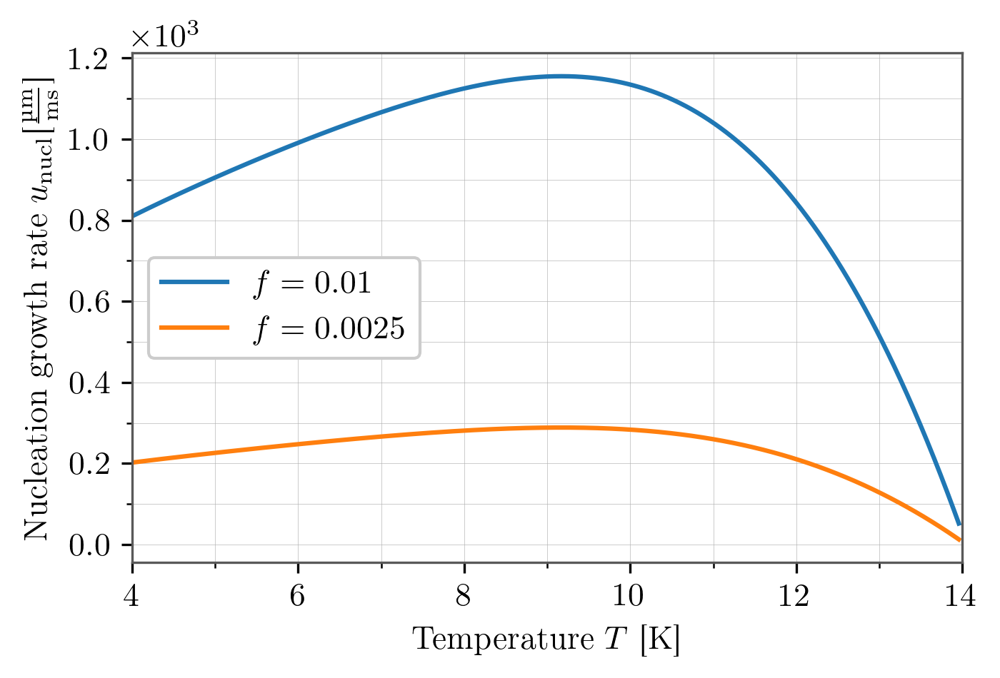 ×10³
1.2
1.0
0.8
0.6
0.4
0.2
0.0
Nucleation growth rate u_nucl [µm/ms]
f = 0.01
f = 0.0025
4 6 8 10 12 14
Temperature T [K]